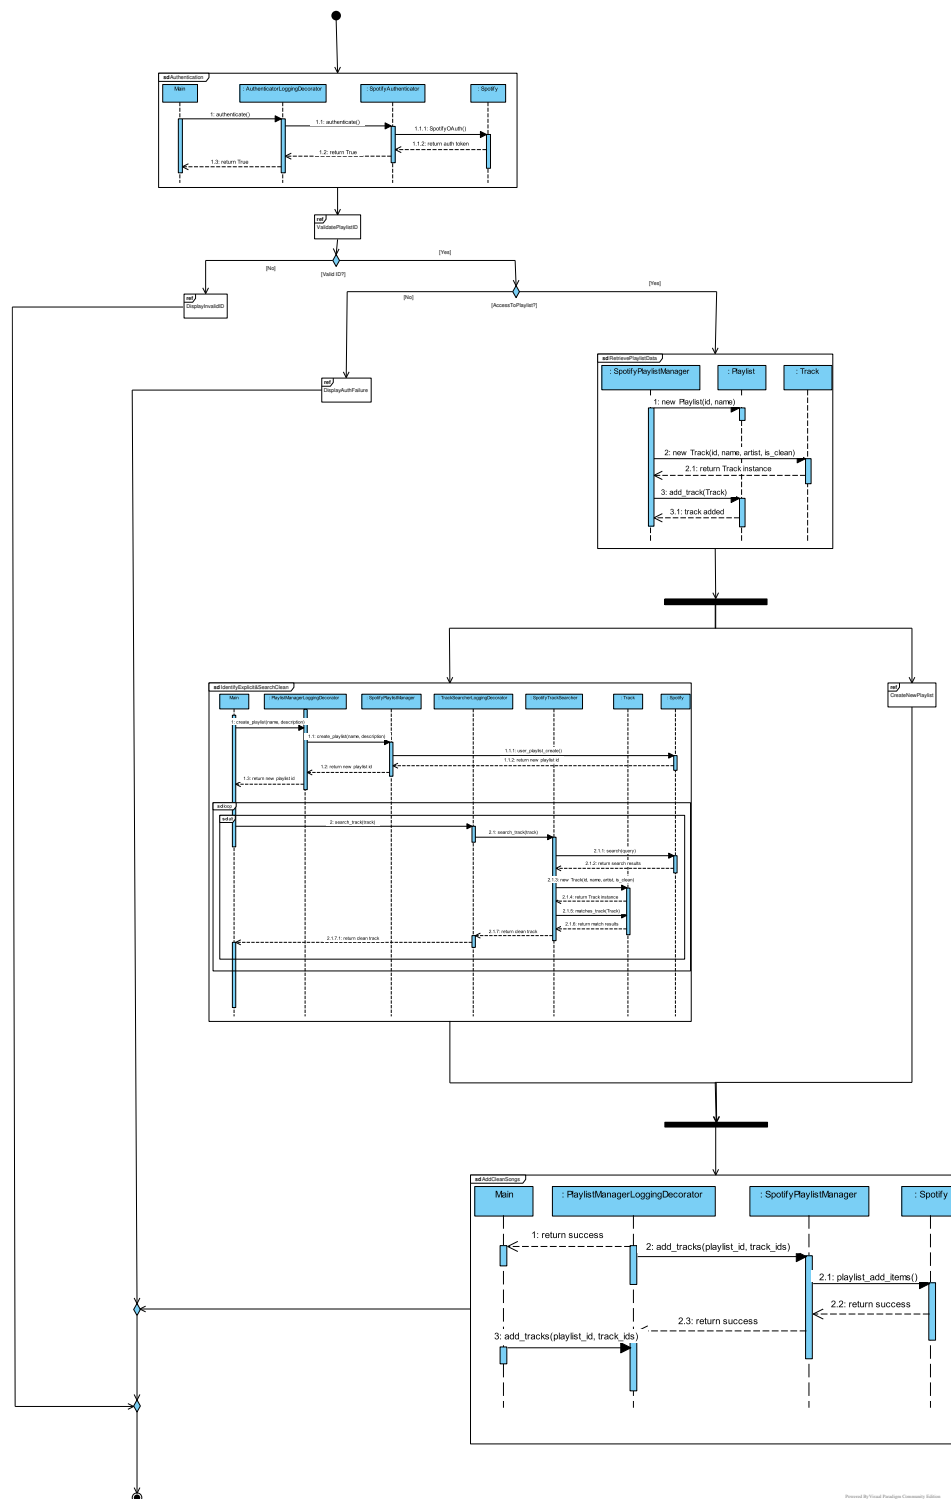 sd Authentication
Main
: AuthenticatorLoggingDecorator
: SpotifyAuthenticator
: Spotify
1: authenticate()
1.1: authenticate()
1.1.1: SpotifyOAuth()
1.1.2: return auth token
1.2: return True
1.3: return True
ref
ValidatePlaylistID
[Yes]
[No]
[Valid ID?]
[Yes]
[No]
[AccessToPlaylist?]
ref
DisplayInvalidID
ref
DisplayAuthFailure
sd RetrievePlaylistData
: SpotifyPlaylistManager
: Playlist
: Track
1: new Playlist(id, name)
2: new Track(id, name, artist, is_clean)
2.1: return Track instance
3: add_track(Track)
3.1: track added
sd IdentifyExplicit&SearchClean
Main
: PlaylistManagerLoggingDecorator
: SpotifyPlaylistManager
: TrackSearcherLoggingDecorator
: SpotifyTrackSearcher
: Track
: Spotify
1: create_playlist(name, description)
1.1: create_playlist(name, description)
1.1.1: user_playlist_create()
1.1.2: return new playlist id
1.2: return new playlist id
1.3: return new playlist id
sd loop
sd alt
2: search_track(track)
2.1: search_track(track)
2.1.1: search(query)
2.1.2: return search results
2.1.3: new Track(id, name, artist, is_clean)
2.1.4: return Track instance
2.1.5: matches_track(Track)
2.1.6: return match results
2.1.7: return clean track
2.1.7.1: return clean track
ref
CreateNewPlaylist
sd AddCleanSongs
Main
: PlaylistManagerLoggingDecorator
: SpotifyPlaylistManager
: Spotify
1: return success
2: add_tracks(playlist_id, track_ids)
2.1: playlist_add_items()
2.2: return success
2.3: return success
3: add_tracks(playlist_id, track_ids)
Powered By Visual Paradigm Community Edition